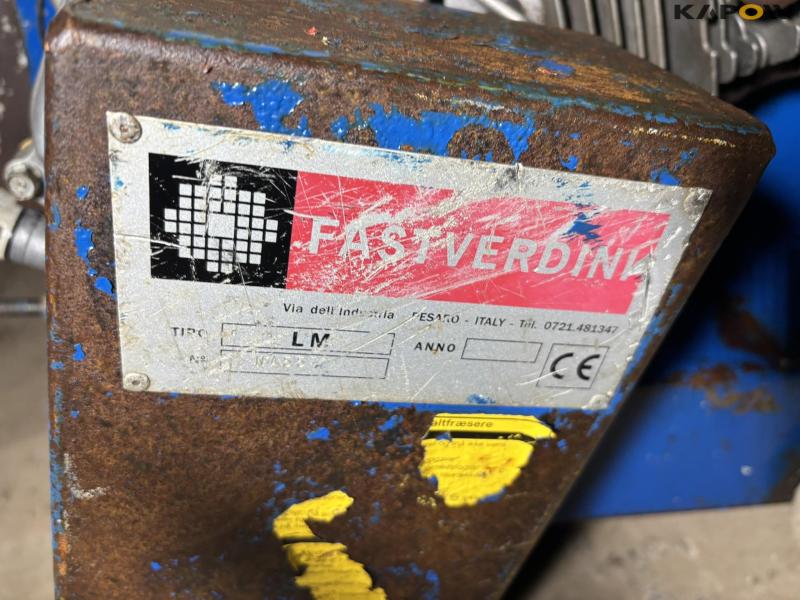 KAPOW
FASTVERDINI
Via dell Industria PESARO - ITALY - Tel. 0721.481347
TIPO LM ANNO
N° CE
altfræsere